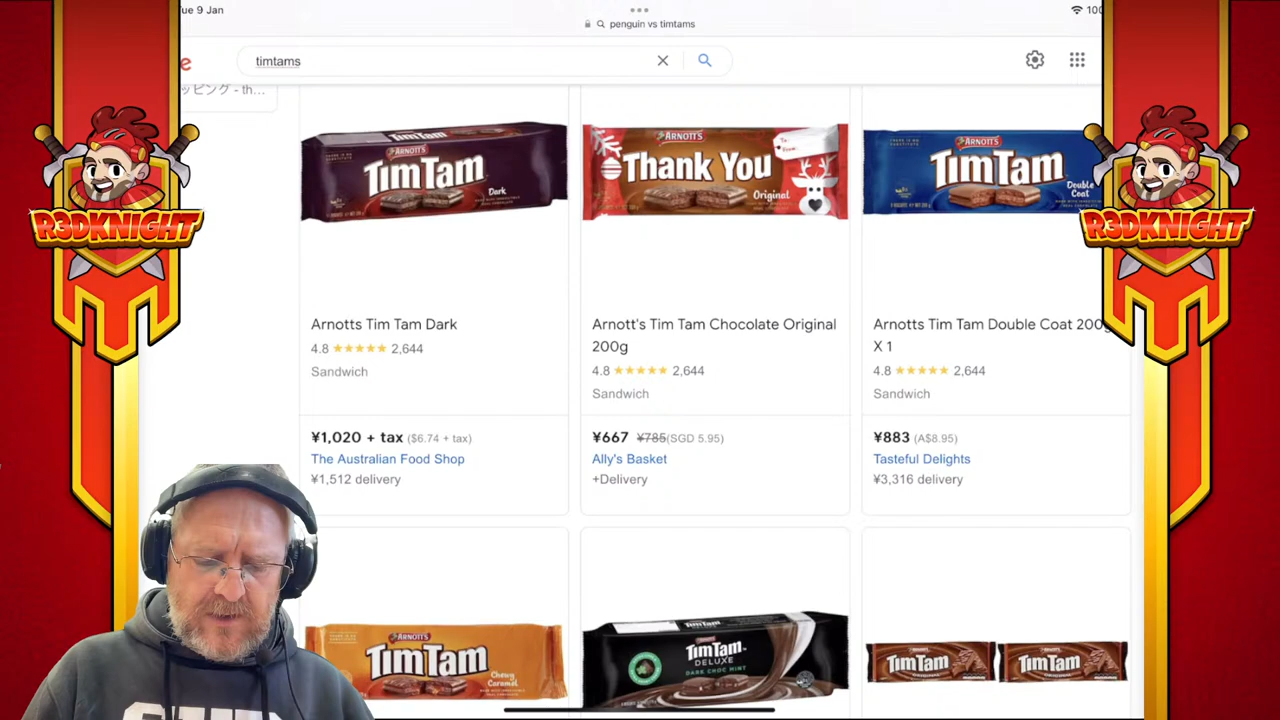 ue 9 Jan
penguin vs timtams
100
e
timtams
ッピング - th...
ARNOTT'S
TimTam
Dark
ARNOTT'S
Thank You
Original
TO:
From:
ARNOTT'S
TimTam
Double
Coat
R3DKNIGHT
R3DKNIGHT
Arnotts Tim Tam Dark
4.8 ★★★★★ 2,644
Sandwich
Arnott's Tim Tam Chocolate Original
200g
4.8 ★★★★★ 2,644
Sandwich
Arnotts Tim Tam Double Coat 200g
X 1
4.8 ★★★★★ 2,644
Sandwich
¥1,020 + tax ($6.74 + tax)
The Australian Food Shop
¥1,512 delivery
¥667 ¥785(SGD 5.95)
Ally's Basket
+Delivery
¥883 (A$8.95)
Tasteful Delights
¥3,316 delivery
ARNOTT'S
TimTam
Chewy
Caramel
TimTam
DELUXE
DARK CHOC MINT
TimTam
ORIGINAL
TimTam
ORIGINAL